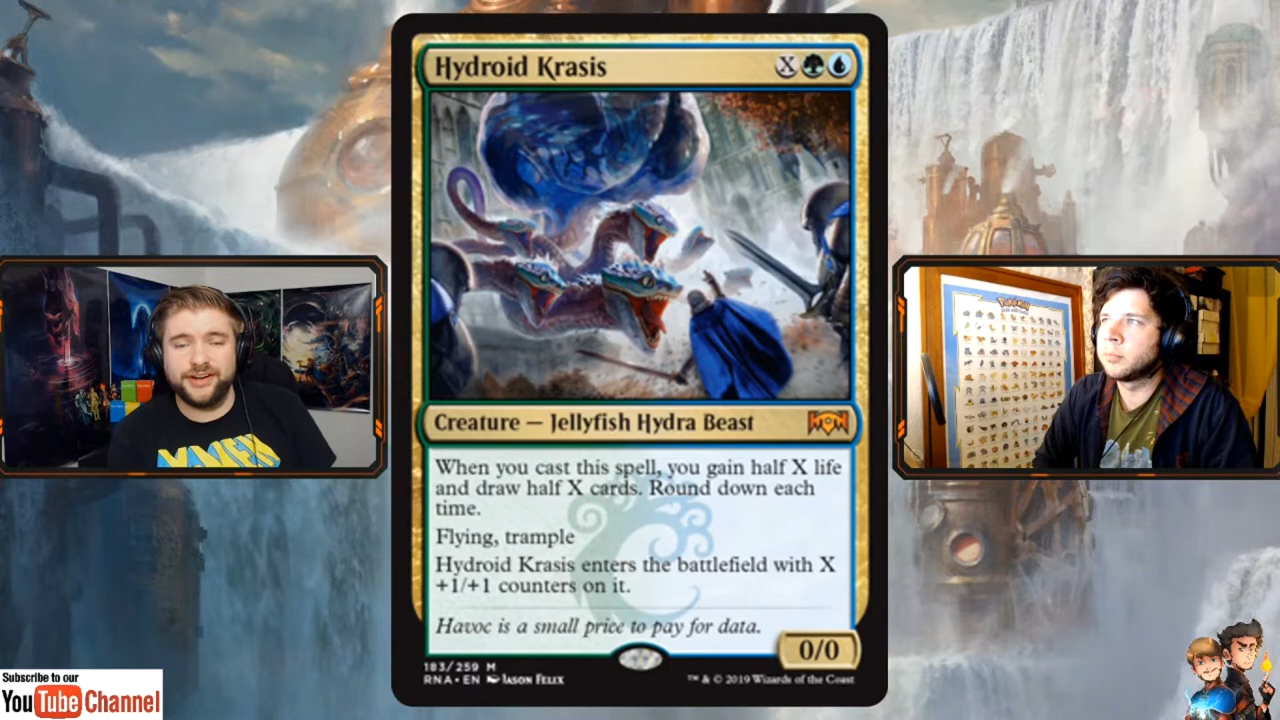 Hydroid Krasis
X
Creature — Jellyfish Hydra Beast
When you cast this spell, you gain half X life
and draw half X cards. Round down each
time.
Flying, trample
Hydroid Krasis enters the battlefield with X
+1/+1 counters on it.
Havoc is a small price to pay for data.
0/0
183/259 M
RNA • EN Jason Felix
™ & © 2019 Wizards of the Coast
POKÉMON
Subscribe to our
YouTube Channel